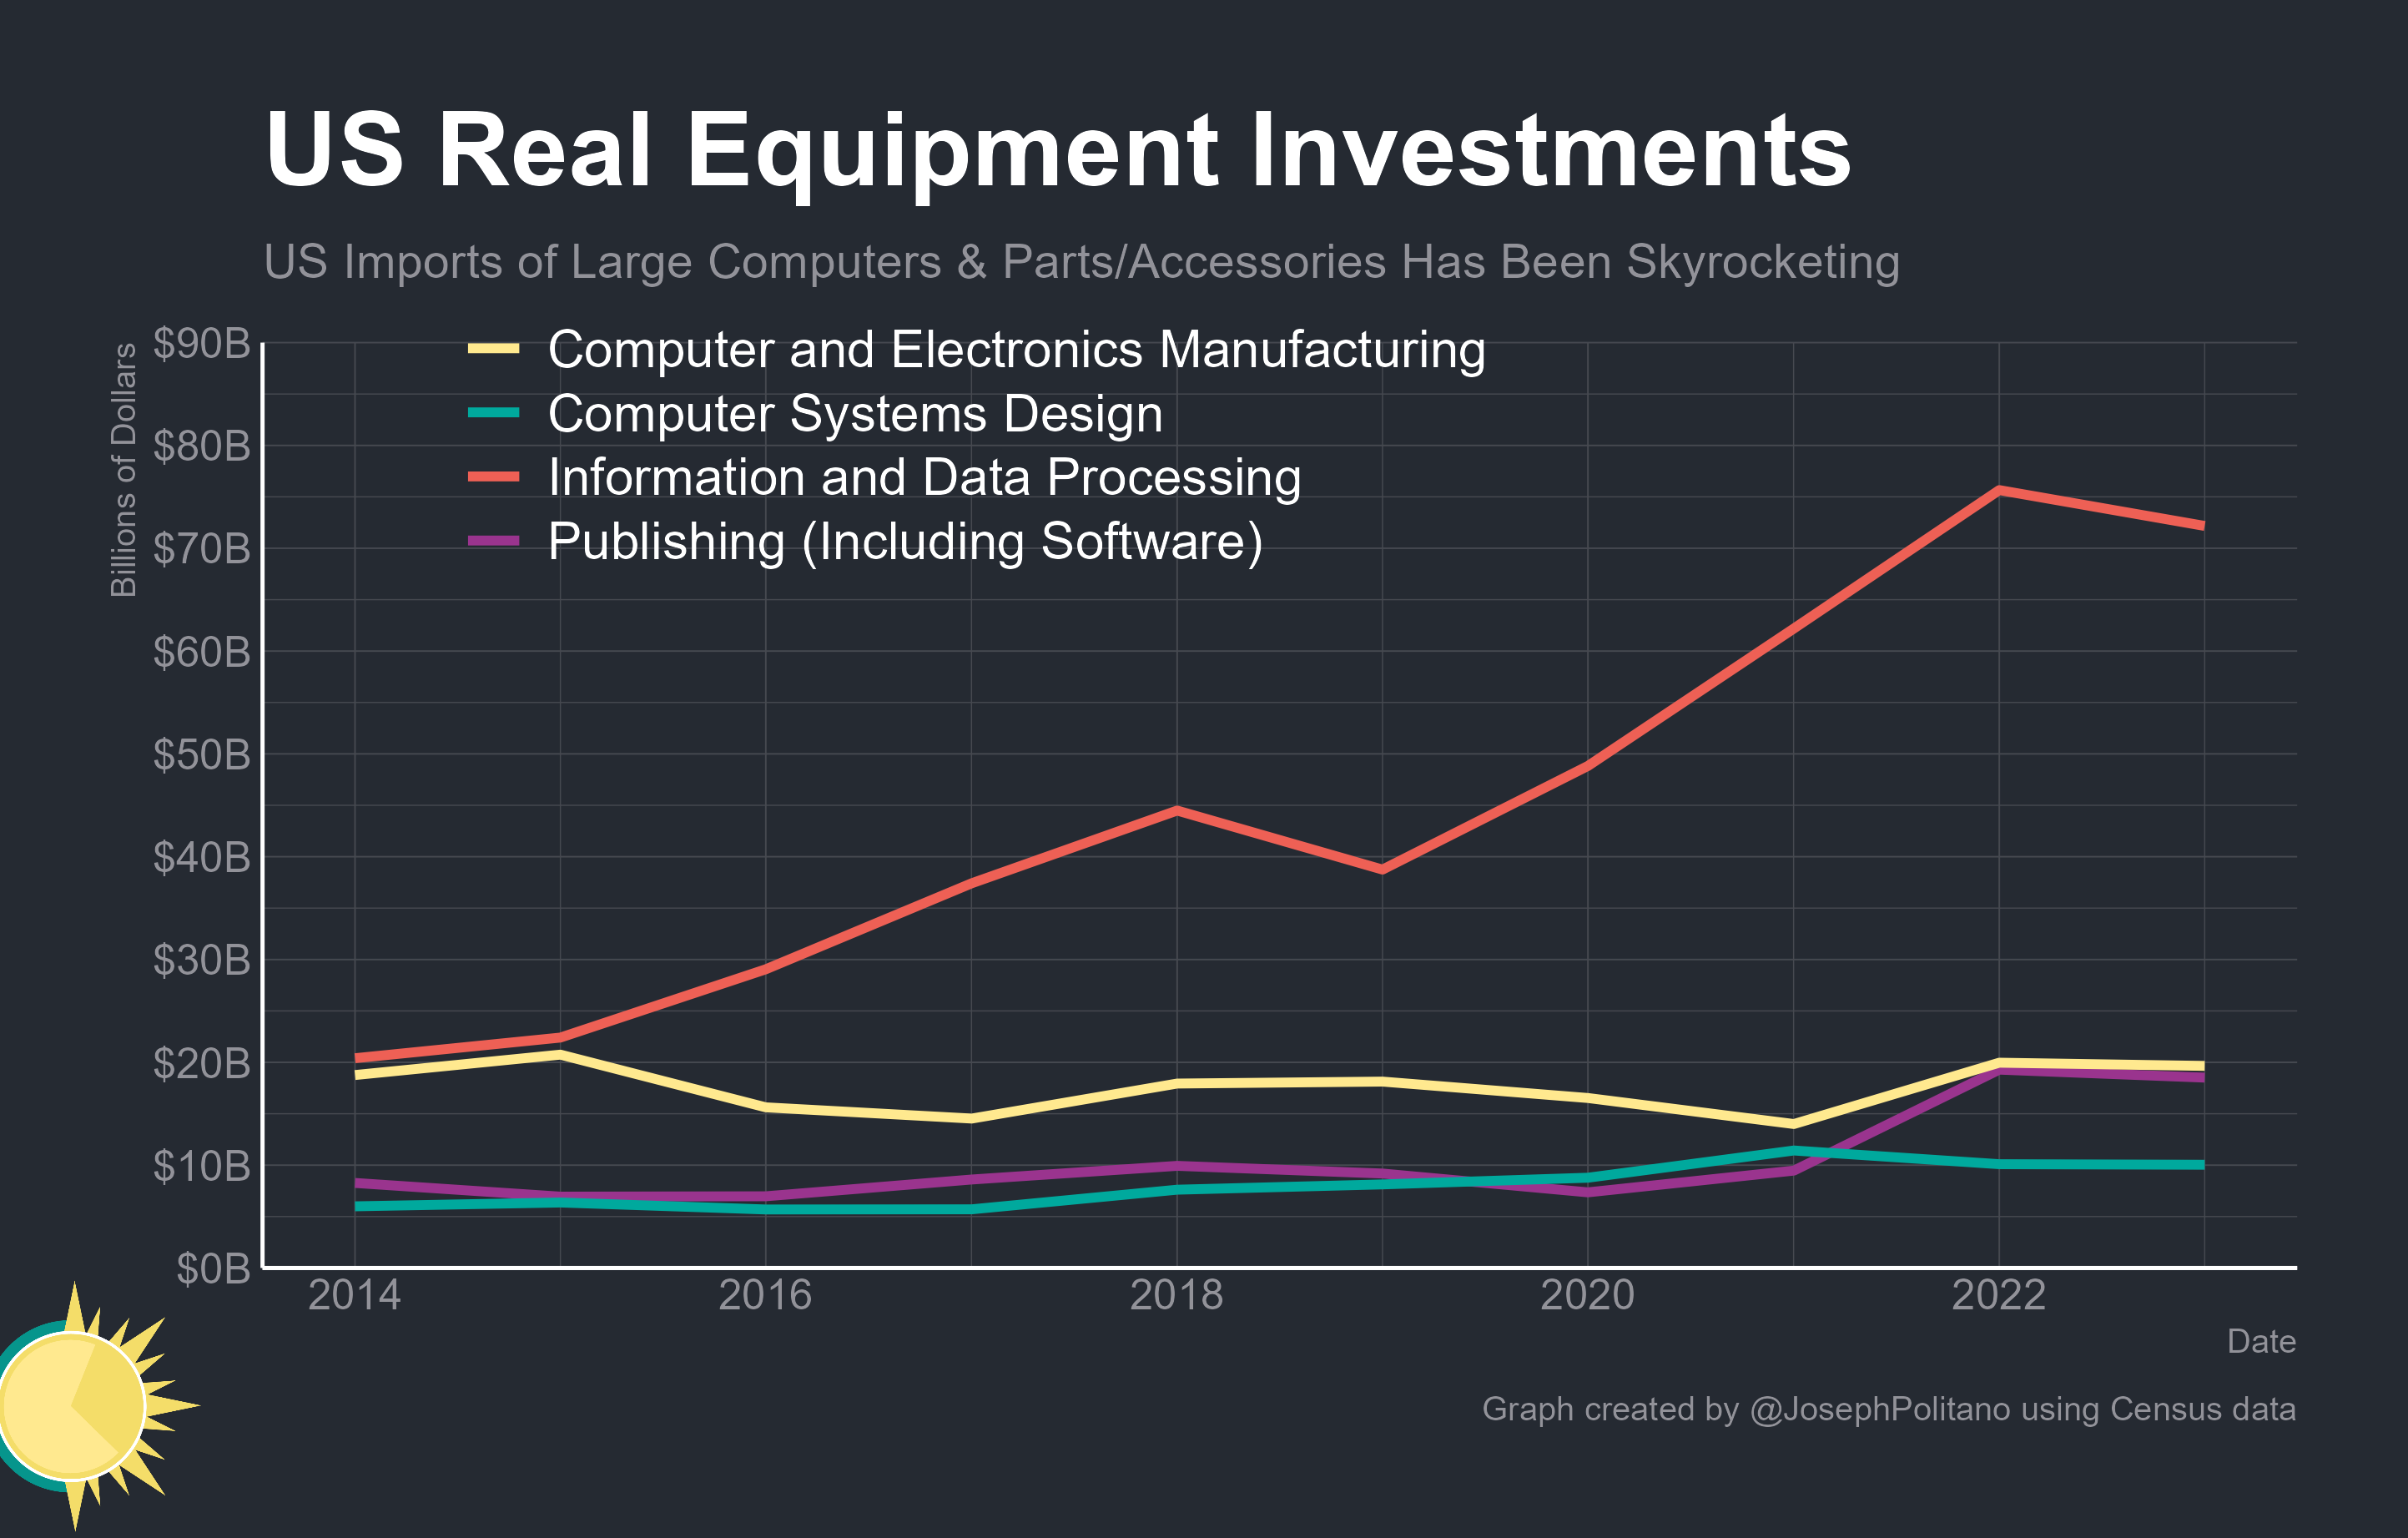 US Real Equipment Investments
US Imports of Large Computers & Parts/Accessories Has Been Skyrocketing
Billions of Dollars
$90B
$80B
$70B
$60B
$50B
$40B
$30B
$20B
$10B
$0B
Computer and Electronics Manufacturing
Computer Systems Design
Information and Data Processing
Publishing (Including Software)
2014 2016 2018 2020 2022
Date
Graph created by @JosephPolitano using Census data